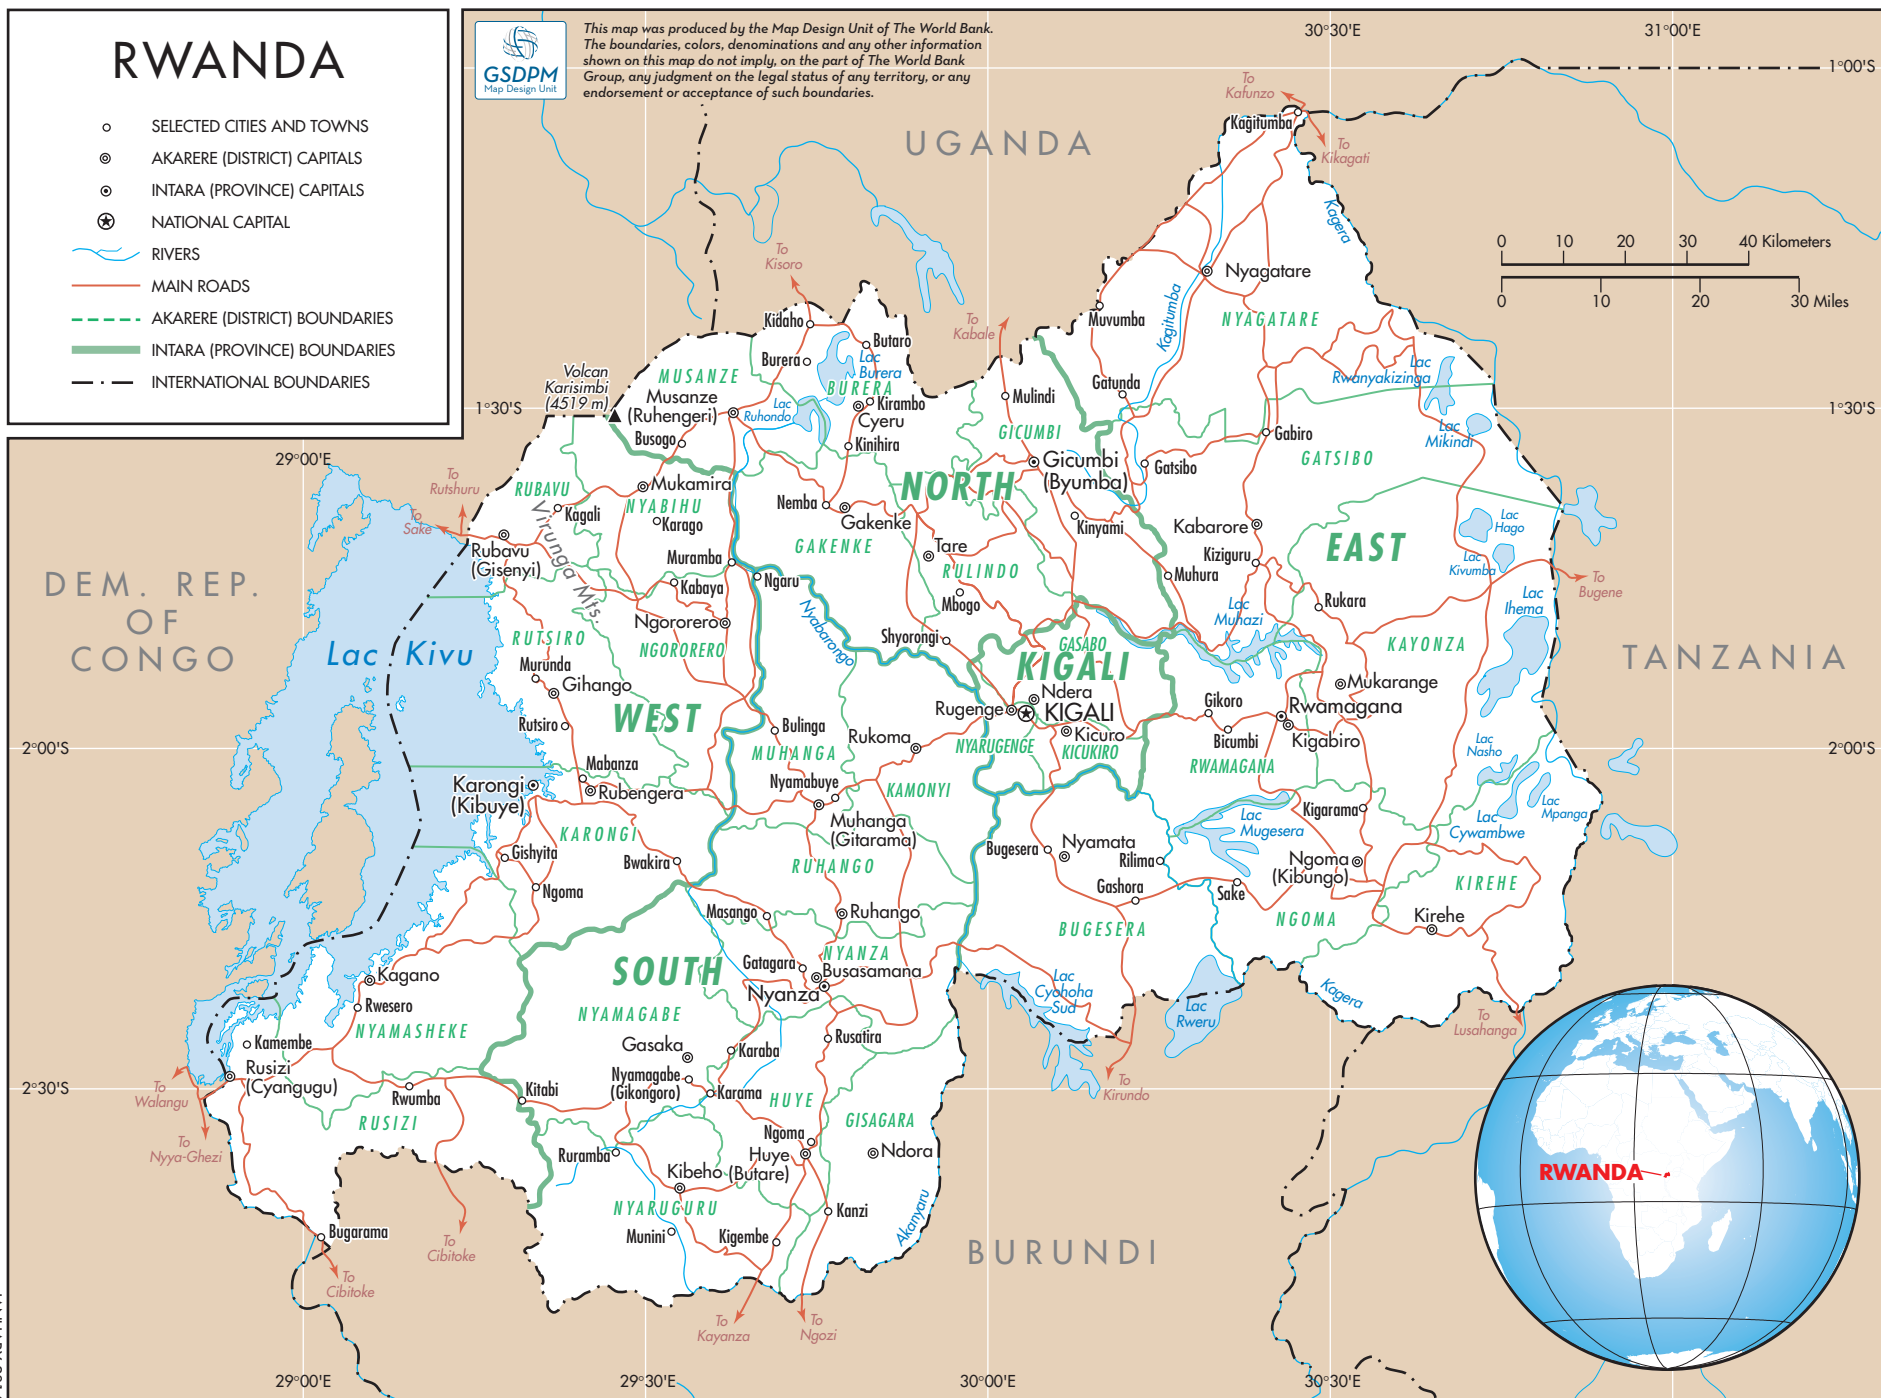 RWANDA
SELECTED CITIES AND TOWNS
AKARERE (DISTRICT) CAPITALS
INTARA (PROVINCE) CAPITALS
NATIONAL CAPITAL
RIVERS
MAIN ROADS
AKARERE (DISTRICT) BOUNDARIES
INTARA (PROVINCE) BOUNDARIES
INTERNATIONAL BOUNDARIES
GSDPM
Map Design Unit
This map was produced by the Map Design Unit of The World Bank.
The boundaries, colors, denominations and any other information
shown on this map do not imply, on the part of The World Bank
Group, any judgment on the legal status of any territory, or any
endorsement or acceptance of such boundaries.
30°30'E
31°00'E
1°00'S
To
Kafunzo
Kagitumba
To
Kikagati
UGANDA
Kagera
0 10 20 30 40 Kilometers
0 10 20 30 Miles
To
Kisoro
Nyagatare
NYAGATARE
Kagitumba
Muvumba
To
Kabale
Kidaho
Butaro
Burera
Lac
Burera
BURERA
Volcan
Karisimbi
(4519 m)
MUSANZE
Musanze
(Ruhengeri)
Lac
Ruhondo
Kirambo
Cyeru
Kinihira
Busogo
1°30'S
1°30'S
Mulindi
Gatunda
Lac
Rwanyakizinga
Lac
Mikindi
GICUMBI
Gabiro
GATSIBO
Gatsibo
Gicumbi
(Byumba)
NORTH
29°00'E
To
Rutshuru
To
Sake
RUBAVU
Mukamira
NYABIHU
Kagali
Karago
Virunga Mts.
Rubavu
(Gisenyi)
Nemba
Gakenke
GAKENKE
Kinyami
Kabarore
Kiziguru
EAST
Lac
Hago
Lac
Kivumba
Lac
Ihema
To
Bugene
Tare
RULINDO
Mbogo
Muramba
Ngaru
Kabaya
Muhura
Rukara
Lac
Muhazi
DEM. REP.
OF
CONGO
Lac Kivu
Nyabarongo
Ngororero
NGORORERO
RUTSIRO
Murunda
Gihango
Rutsiro
WEST
Shyorongi
GASABO
KIGALI
Ndera
KIGALI
Rugenge
Kicuro
KICUKIRO
NYARUGENGE
KAYONZA
TANZANIA
Mukarange
Gikoro
Rwamagana
Bicumbi
Kigabiro
RWAMAGANA
2°00'S
2°00'S
Bulinga
Rukoma
MUHANGA
Nyamabuye
KAMONYI
Mabanza
Rubengera
Karongi
(Kibuye)
KARONGI
Muhanga
(Gitarama)
Lac
Nasho
Lac
Mpanga
Lac
Cywambwe
Kigarama
Lac
Mugesera
Gishyita
Bwakira
Ngoma
RUHANGO
Bugesera
Nyamata
Rilima
Gashora
Sake
Ngoma
(Kibungo)
KIREHE
Kirehe
NGOMA
BUGESERA
Masango
Ruhango
NYANZA
Gatagara
Busasamana
Nyanza
SOUTH
NYAMAGABE
Kagano
Rwesero
NYAMASHEKE
Kamembe
Rusizi
(Cyangugu)
Lac
Cyohoha
Sud
Lac
Rweru
Kagera
To
Lusahanga
Gasaka
Karaba
Rusatira
Nyamagabe
(Gikongoro)
Karama
Kitabi
Rwumba
RUSIZI
HUYE
GISAGARA
2°30'S
2°30'S
To
Walangu
To
Nyya-Ghezi
To
Kirundo
Ngoma
Huye
(Butare)
Ndora
Ruramba
Kibeho
NYARUGURU
Munini
Kigembe
Kanzi
Akanyaru
BURUNDI
Bugarama
To
Cibitoke
To
Cibitoke
To
Kayanza
To
Ngozi
RWANDA
29°00'E
29°30'E
30°00'E
30°30'E